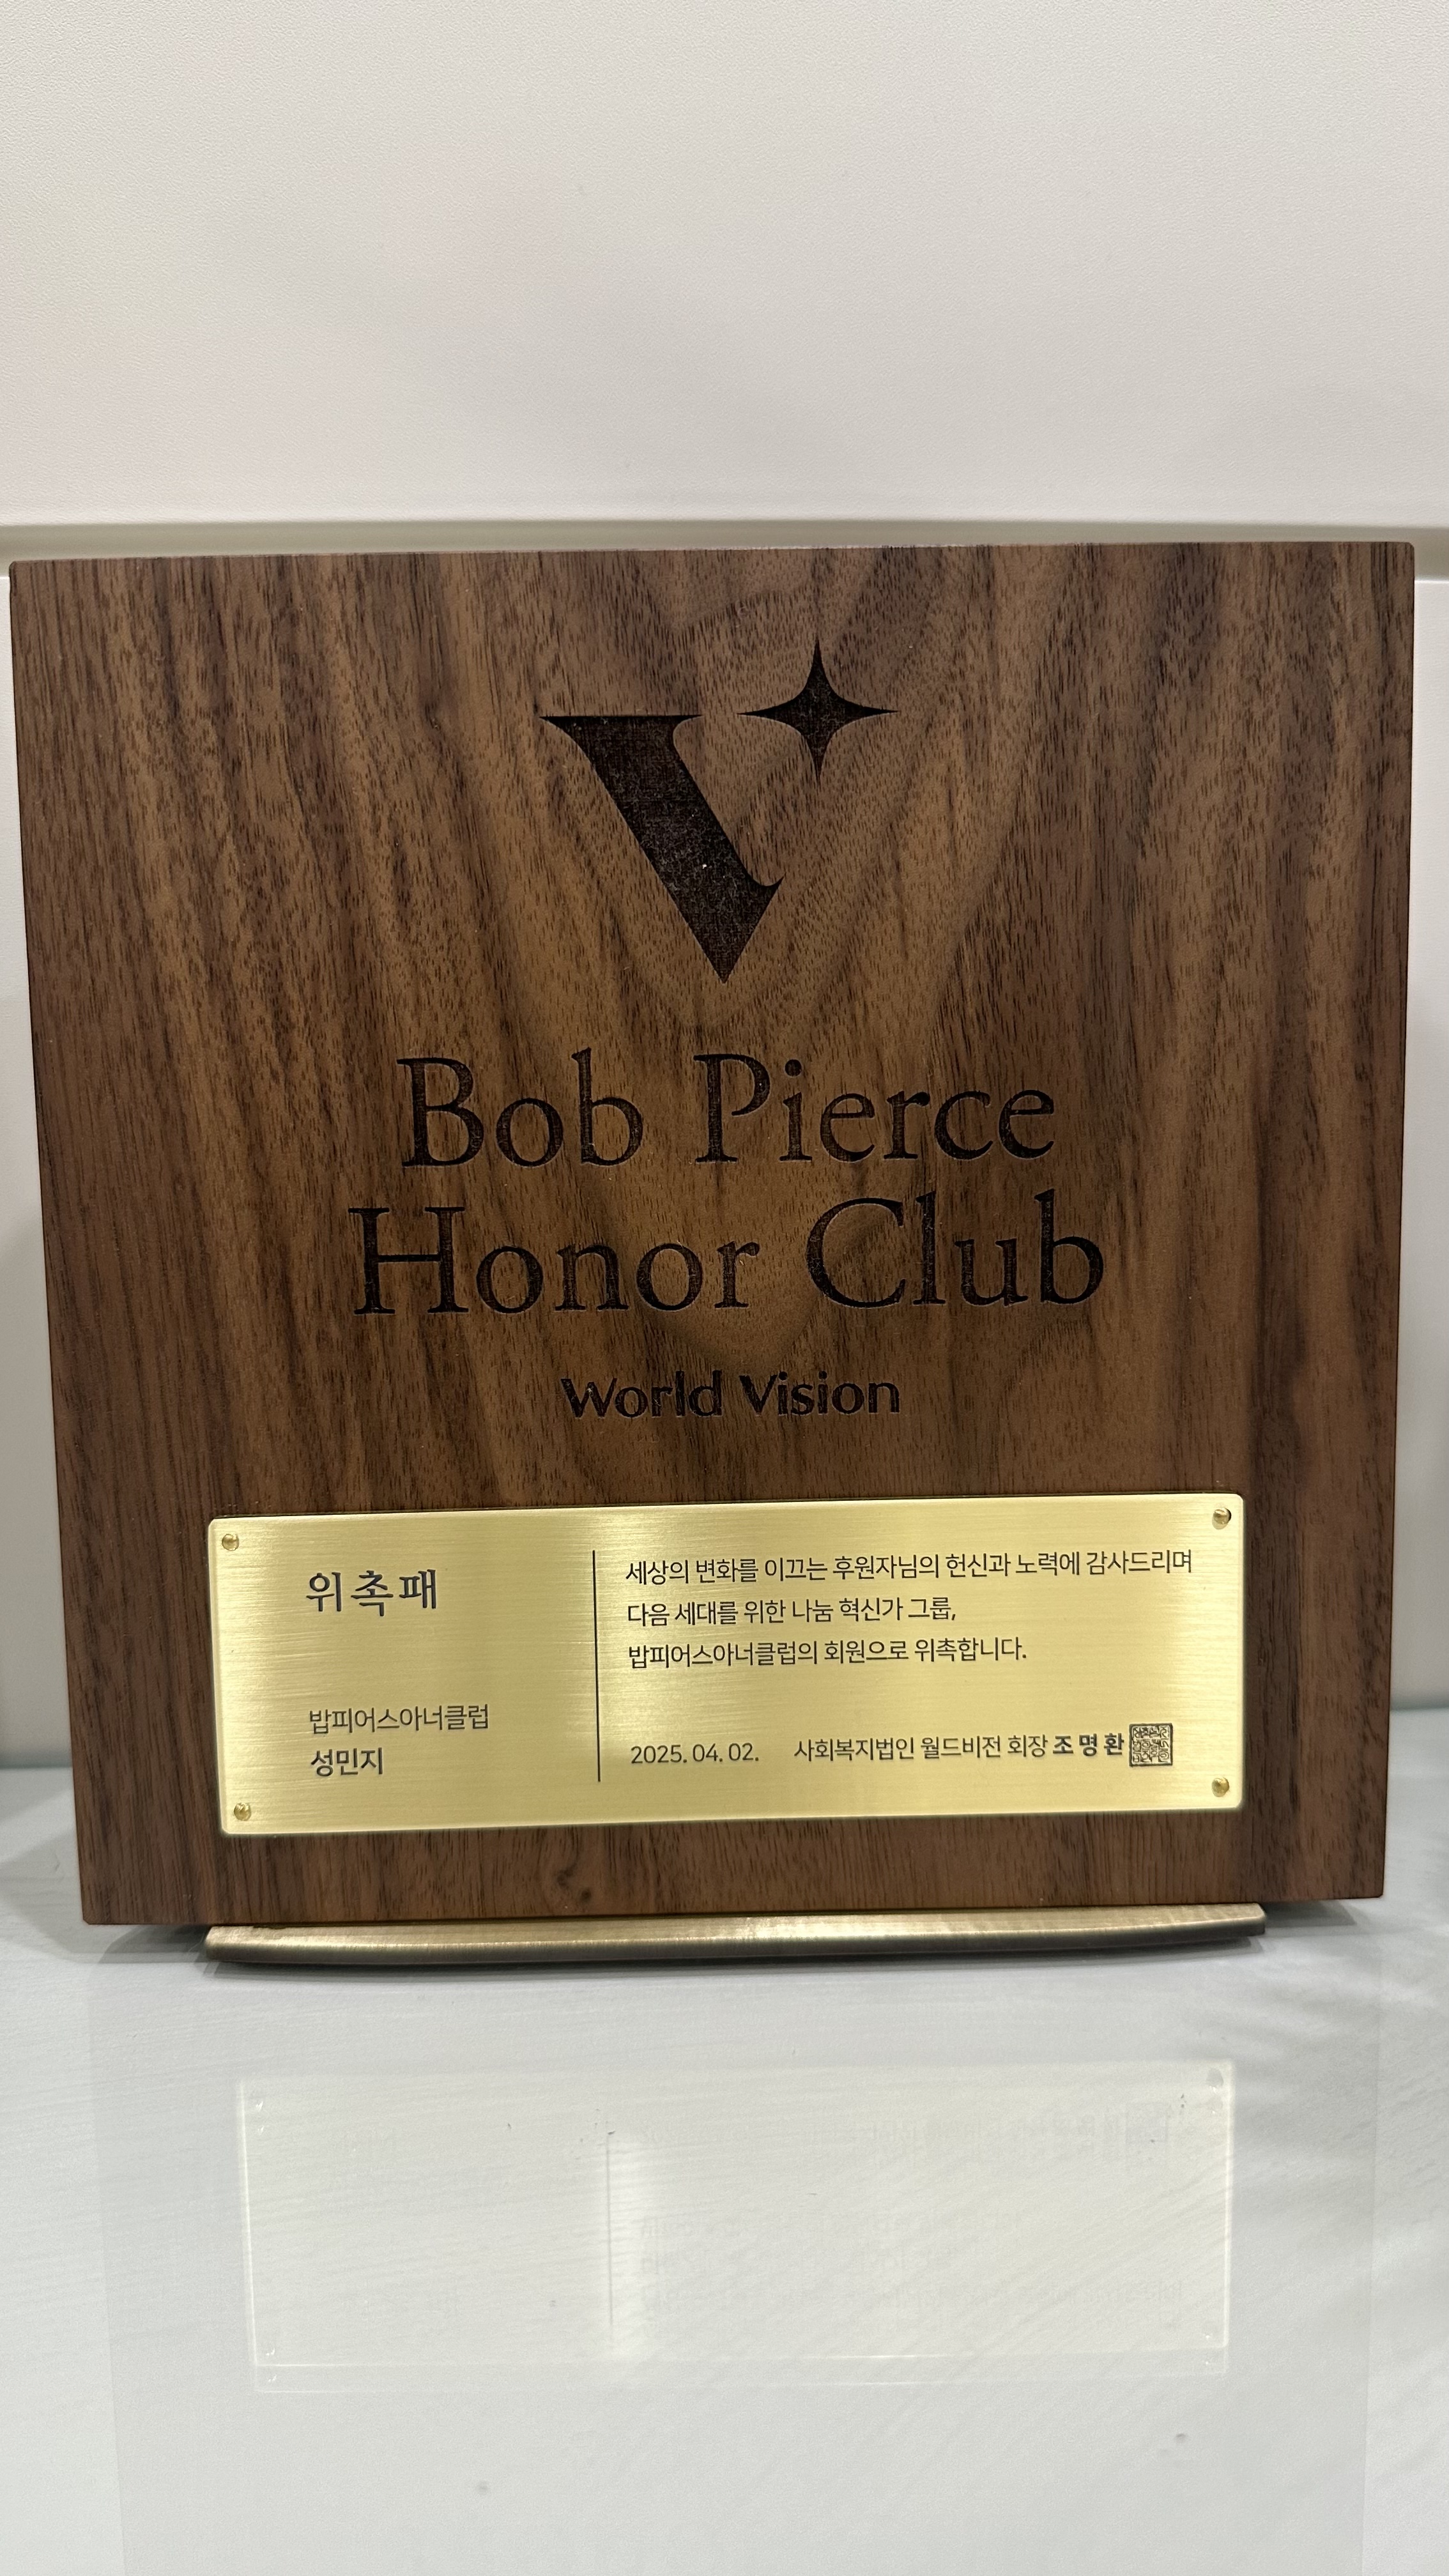 Bob Pierce
Honor Club
World Vision
위촉패
밥피어스아너클럽
성민지
세상의 변화를 이끄는 후원자님의 헌신과 노력에 감사드리며
다음 세대를 위한 나눔 혁신가 그룹,
밥피어스아너클럽의 회원으로 위촉합니다.
2025. 04. 02. 사회복지법인 월드비전 회장 조명환